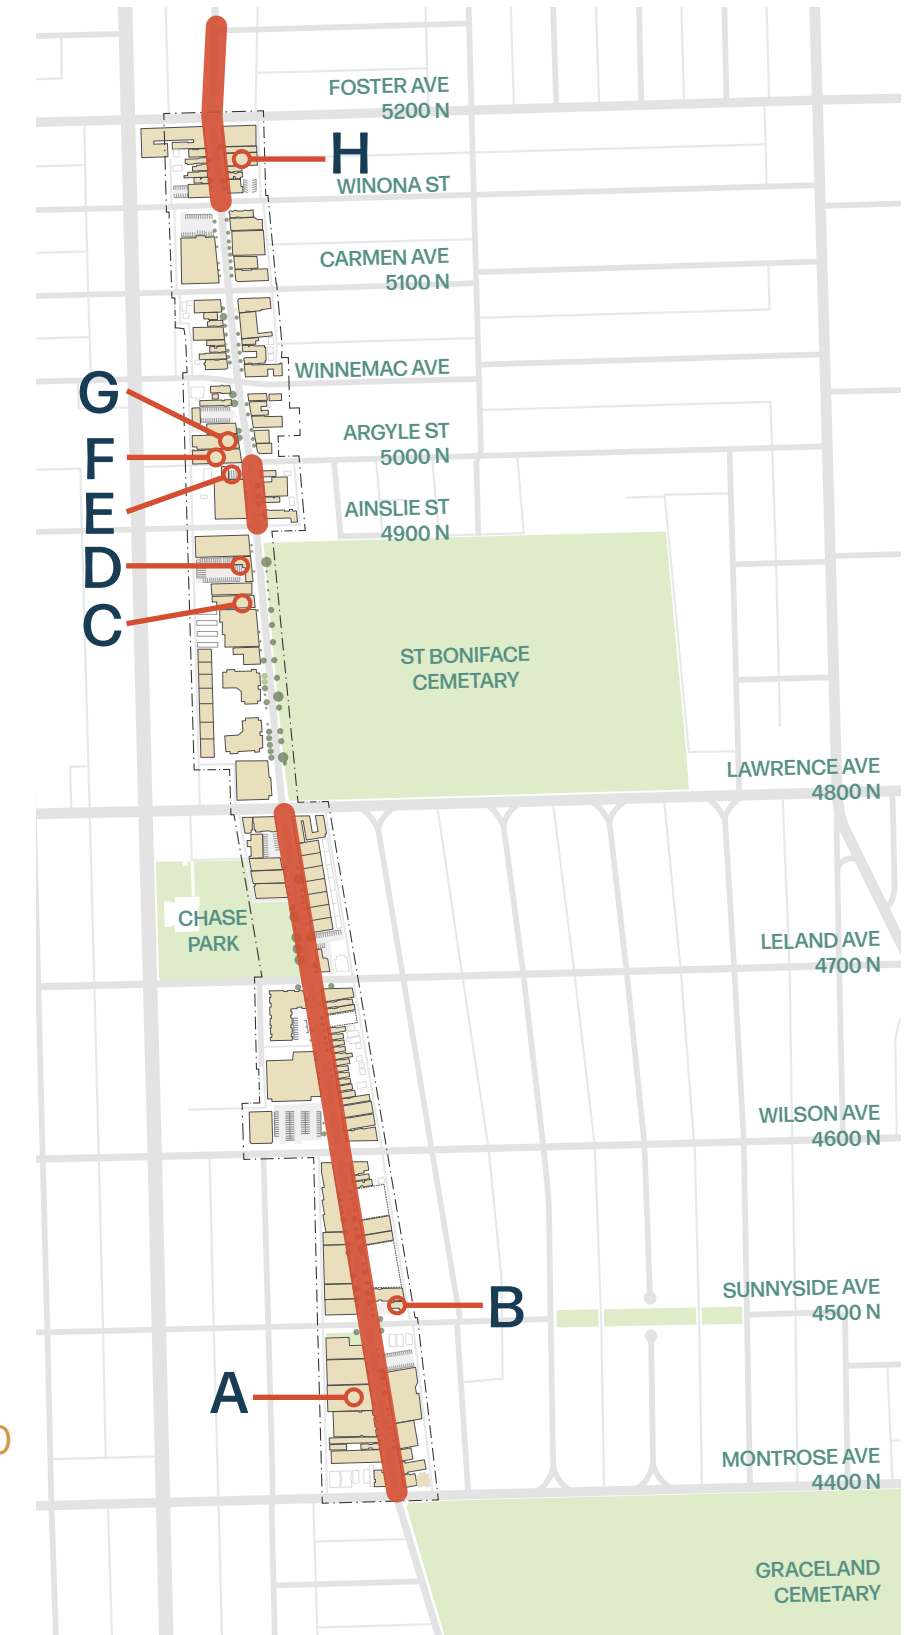 FOSTER AVE
5200 N
H
WINONA ST
CARMEN AVE
5100 N
WINNEMAC AVE
G
ARGYLE ST
5000 N
F
E
AINSLIE ST
4900 N
D
C
ST BONIFACE
CEMETARY
LAWRENCE AVE
4800 N
CHASE
PARK
LELAND AVE
4700 N
WILSON AVE
4600 N
SUNNYSIDE AVE
4500 N
B
A
MONTROSE AVE
4400 N
GRACELAND
CEMETARY